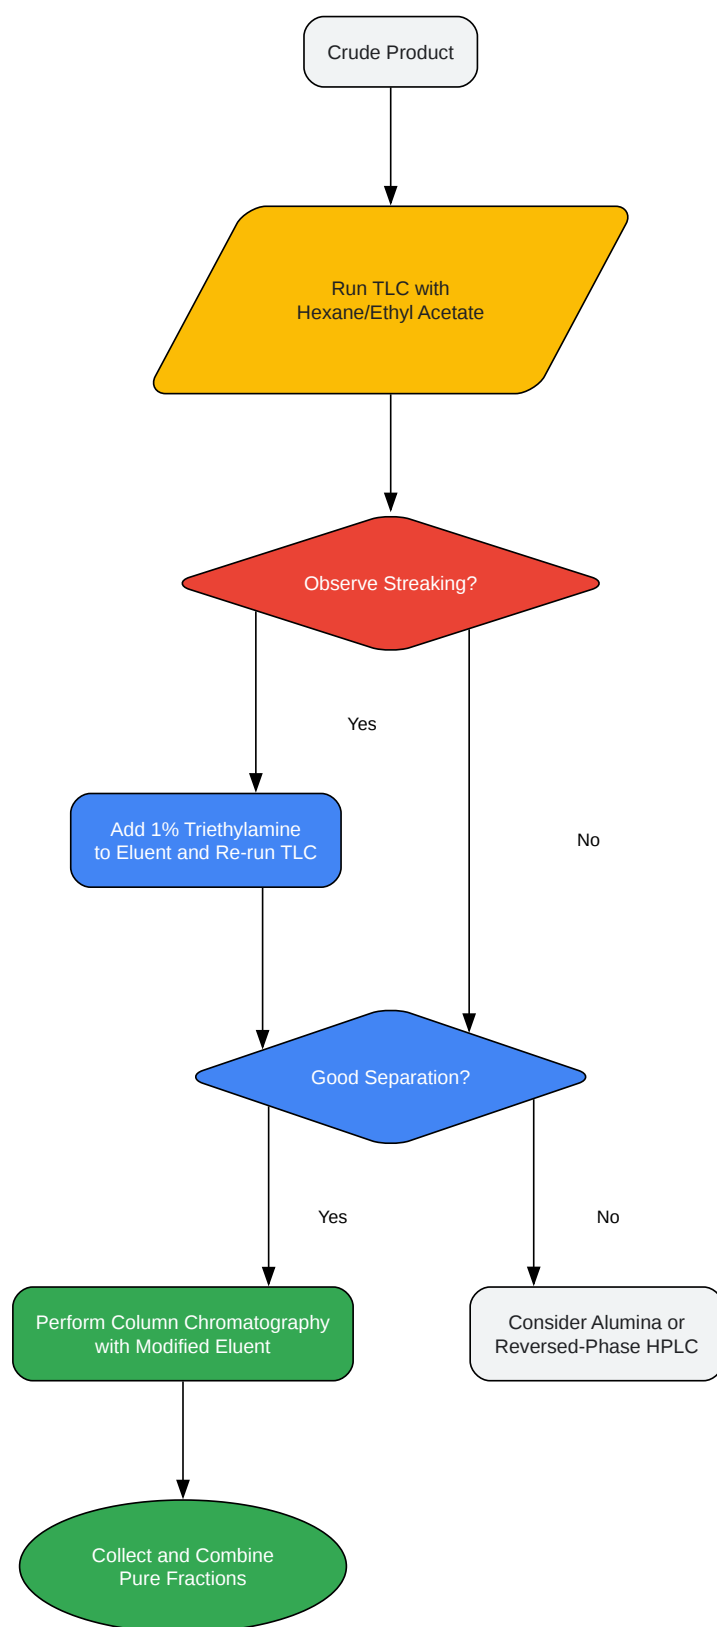 Crude Product
Run TLC with
Hexane/Ethyl Acetate
Observe Streaking?
Yes
Add 1% Triethylamine
to Eluent and Re-run TLC
No
Good Separation?
Yes
No
Perform Column Chromatography
with Modified Eluent
Consider Alumina or
Reversed-Phase HPLC
Collect and Combine
Pure Fractions